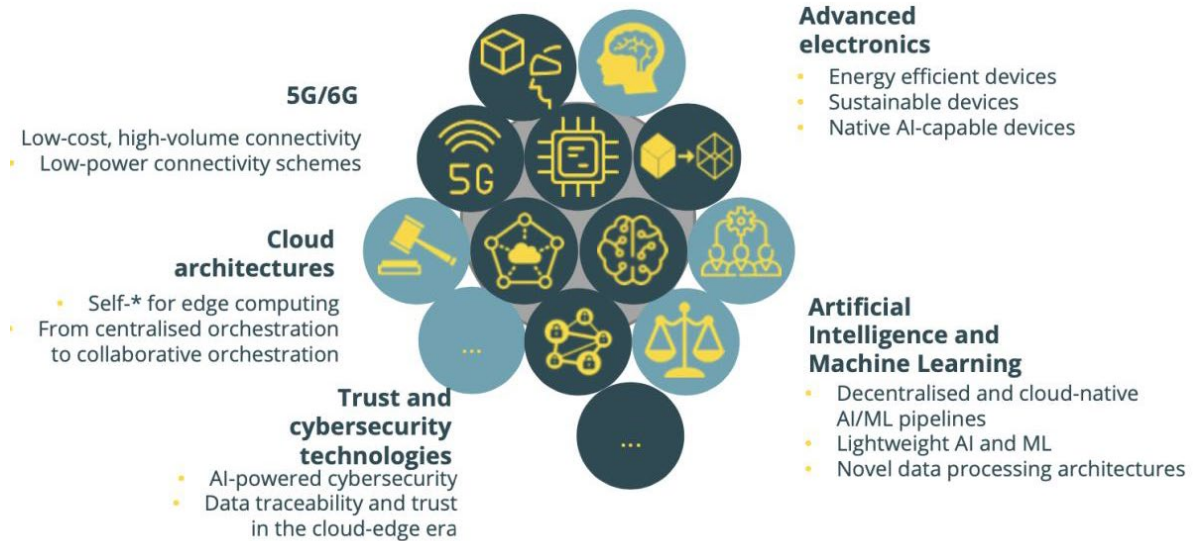 Advanced
electronics
Energy efficient devices
Sustainable devices
Native AI-capable devices
5G/6G
Low-cost, high-volume connectivity
Low-power connectivity schemes
5G
Cloud
architectures
Self-* for edge computing
From centralised orchestration
to collaborative orchestration
...
Artificial
Intelligence and
Machine Learning
Decentralised and cloud-native
AI/ML pipelines
Lightweight AI and ML
Novel data processing architectures
Trust and
cybersecurity
technologies
AI-powered cybersecurity
Data traceability and trust
in the cloud-edge era
...